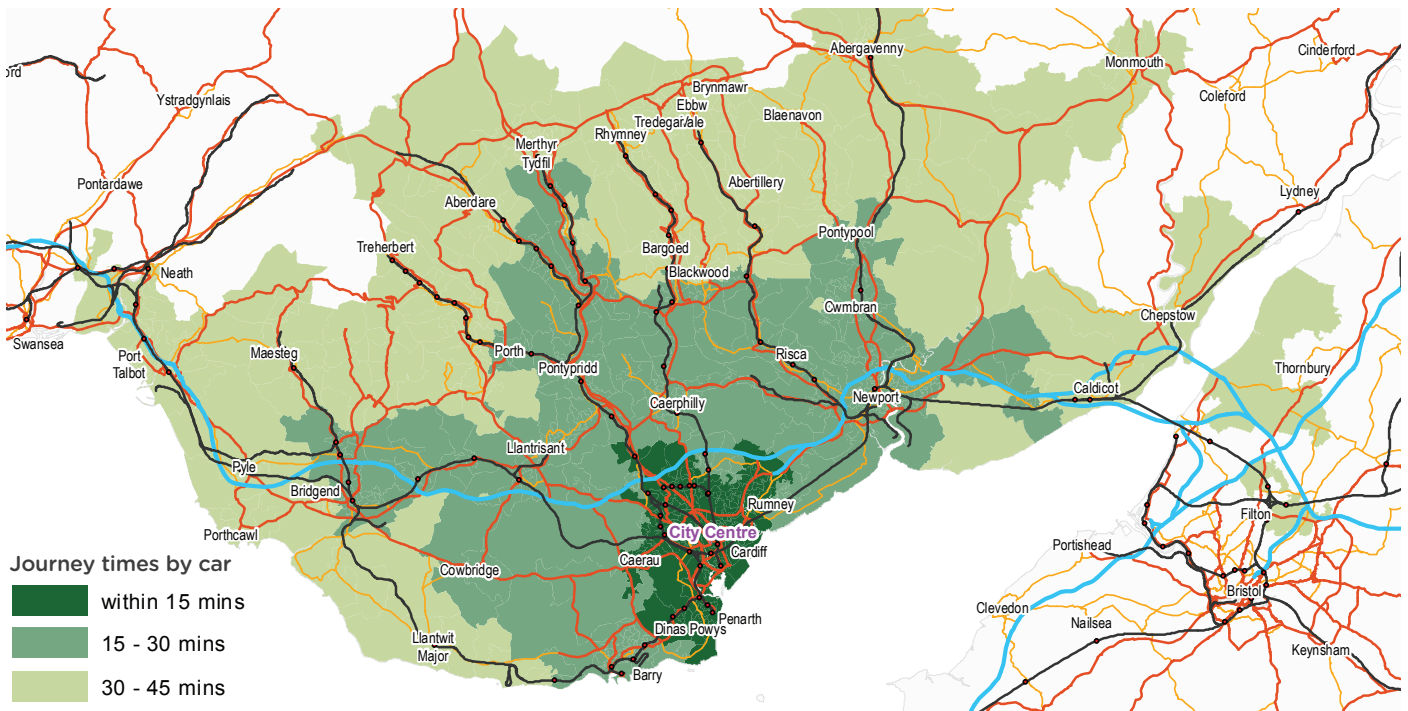 Abergavenny
Cinderford
Monmouth
ord
Ystradgynlais
Brynmawr
Coleford
Ebbw
Tredegar/ale
Blaenavon
Rhymney
Merthyr
Tydfil
Pontardawe
Abertillery
Lydney
Aberdare
Treherbert
Bargoed
Pontypool
Neath
Blackwood
Cwmbran
Chepstow
Swansea
Maesteg
Porth
Risca
Port
Talbot
Pontypridd
Thornbury
Caldicot
Newport
Caerphilly
Llantrisant
Pyle
Bridgend
Rumney
Filton
Porthcawl
City Centre
Cardiff
Portishead
Caerau
Journey times by car
Cowbridge
Bristol
within 15 mins
Clevedon
Penarth
Nailsea
Dinas Powys
15 - 30 mins
Llantwit
Major
Keynsham
Barry
30 - 45 mins